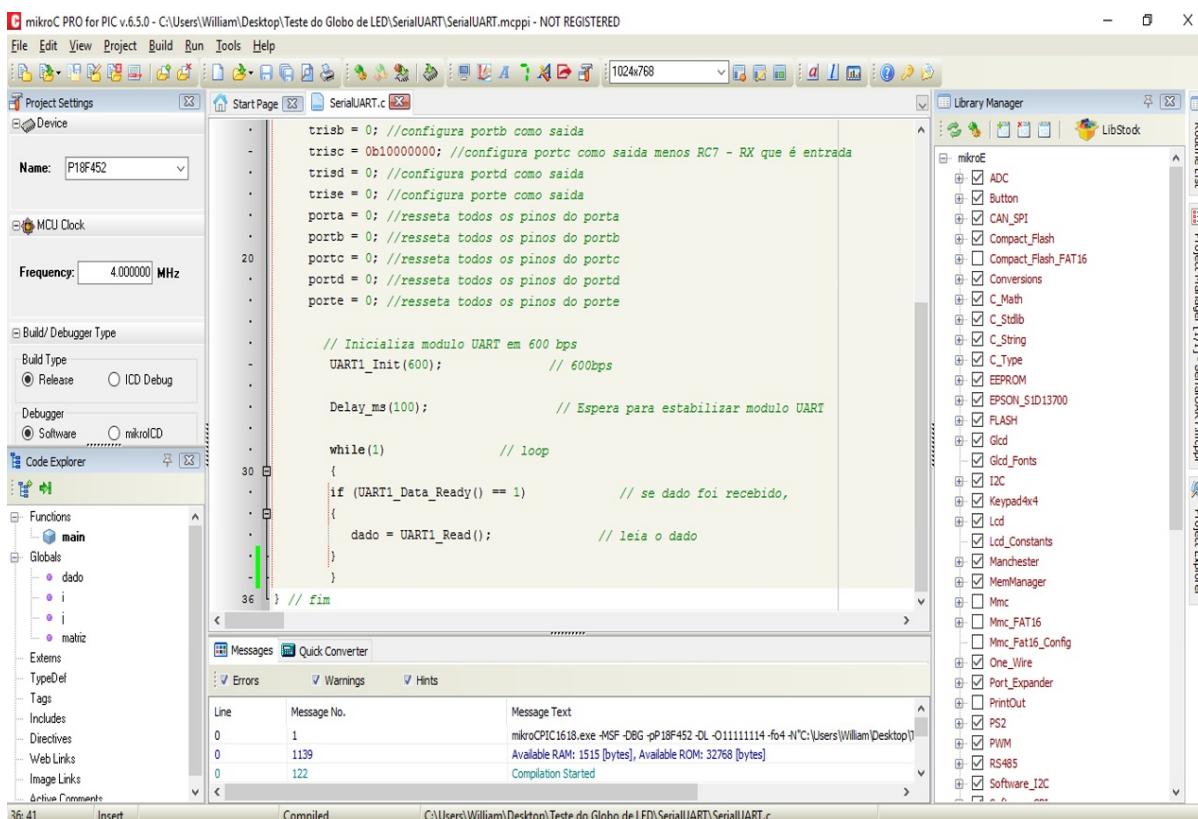 mikroC PRO for PIC v.6.5.0 - C:\Users\William\Desktop\Teste do Globo de LED\SerialUART\SerialUART.mcppi - NOT REGISTERED
File Edit View Project Build Run Tools Help
1024x768
Project Settings
Device
Name: P18F452
MCU Clock
Frequency: 4.000000 MHz
Build/Debugger Type
Build Type
Release ICD Debug
Debugger
Software mikroICD
Code Explorer
Functions
main
Globals
dado
i
j
matriz
Externs
TypeDef
Tags
Includes
Directives
Web Links
Image Links
Active Comments
Start Page SerialUART.c
trisb = 0; //configura portb como saida
trisc = 0b10000000; //configura portc como saida menos RC7 - RX que é entrada
trisd = 0; //configura portd como saida
trise = 0; //configura porte como saida
porta = 0; //resseta todos os pinos do porta
portb = 0; //resseta todos os pinos do portb
20 portc = 0; //resseta todos os pinos do portc
portd = 0; //resseta todos os pinos do portd
porte = 0; //resseta todos os pinos do porte
// Inicializa modulo UART em 600 bps
UART1_Init(600); // 600bps
Delay_ms(100); // Espera para estabilizar modulo UART
while(1) // loop
30 {
if (UART1_Data_Ready() == 1) // se dado foi recebido,
{
dado = UART1_Read(); // leia o dado
}
}
36 } // fim
Messages Quick Converter
Errors Warnings Hints
Line Message No. Message Text
0 1 mikroCPIC1618.exe -MSF -DBG -pP18F452 -DL -O11111114 -fo4 -N"C:\Users\William\Desktop\T
0 1139 Available RAM: 1515 [bytes], Available ROM: 32768 [bytes]
0 122 Compilation Started
Library Manager
LibStock
mikroE
ADC
Button
CAN_SPI
Compact_Flash
Compact_Flash_FAT16
Conversions
C_Math
C_Stdlib
C_String
C_Type
EEPROM
EPSON_S1D13700
FLASH
Glcd
Glcd_Fonts
I2C
Keypad4x4
Lcd
Lcd_Constants
Manchester
MemManager
Mmc
Mmc_FAT16
Mmc_Fat16_Config
One_Wire
Port_Expander
PrintOut
PS2
PWM
RS485
Software_I2C
Project Explorer
36: 41 Insert Compiled C:\Users\William\Desktop\Teste do Globo de LED\SerialUART\SerialUART.c